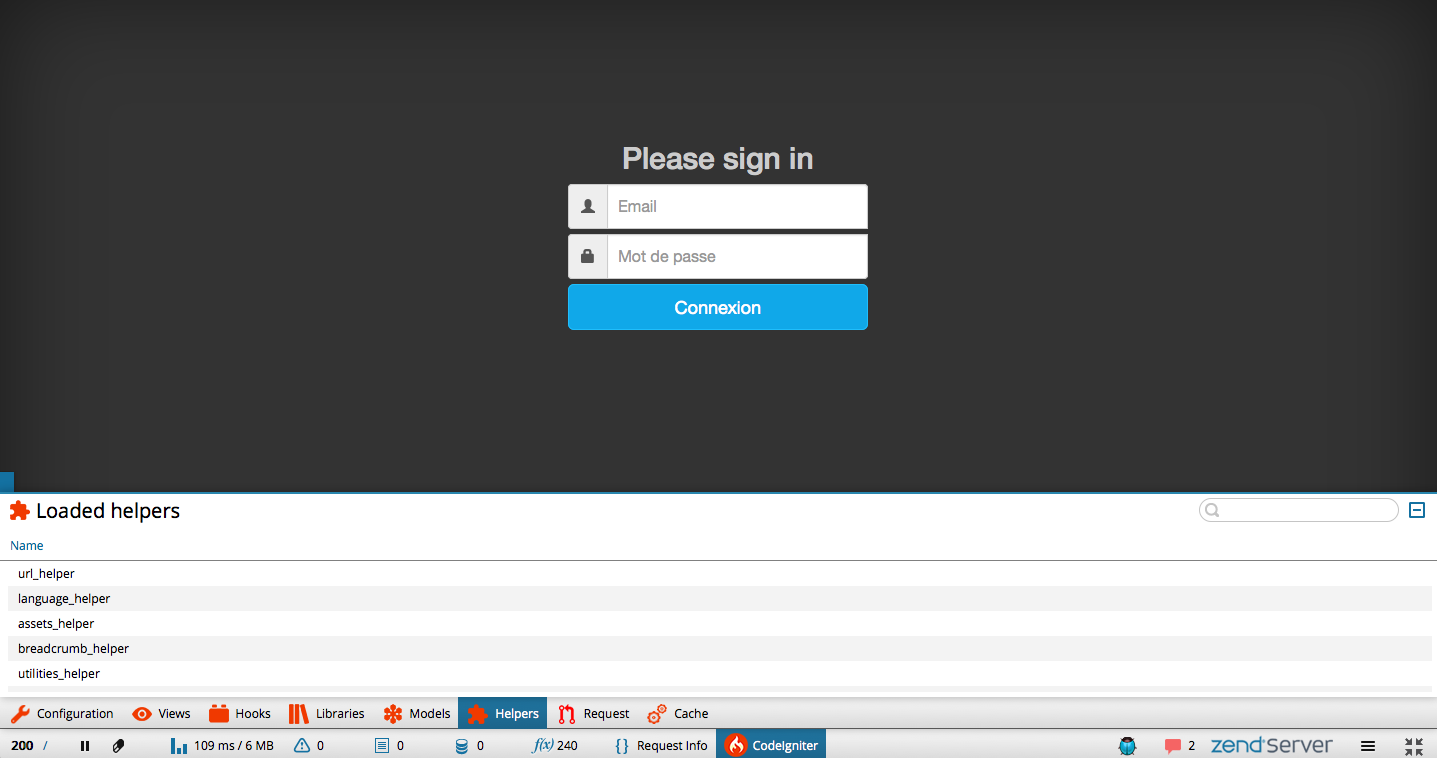 Please sign in
Email
Mot de passe
Connexion
Loaded helpers
Name
url_helper
language_helper
assets_helper
breadcrumb_helper
utilities_helper
Configuration Views Hooks Libraries Models Helpers Request Cache
200 / 109 ms / 6 MB 0 0 0 f(x) 240 {} Request Info CodeIgniter 2 zend Server